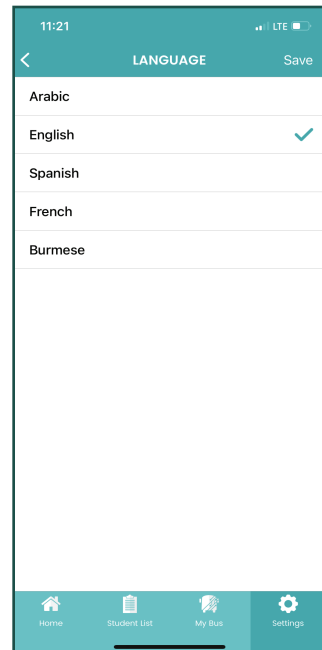 11:21 LTE
LANGUAGE Save
Arabic
English
Spanish
French
Burmese
Home Student List My Bus Settings